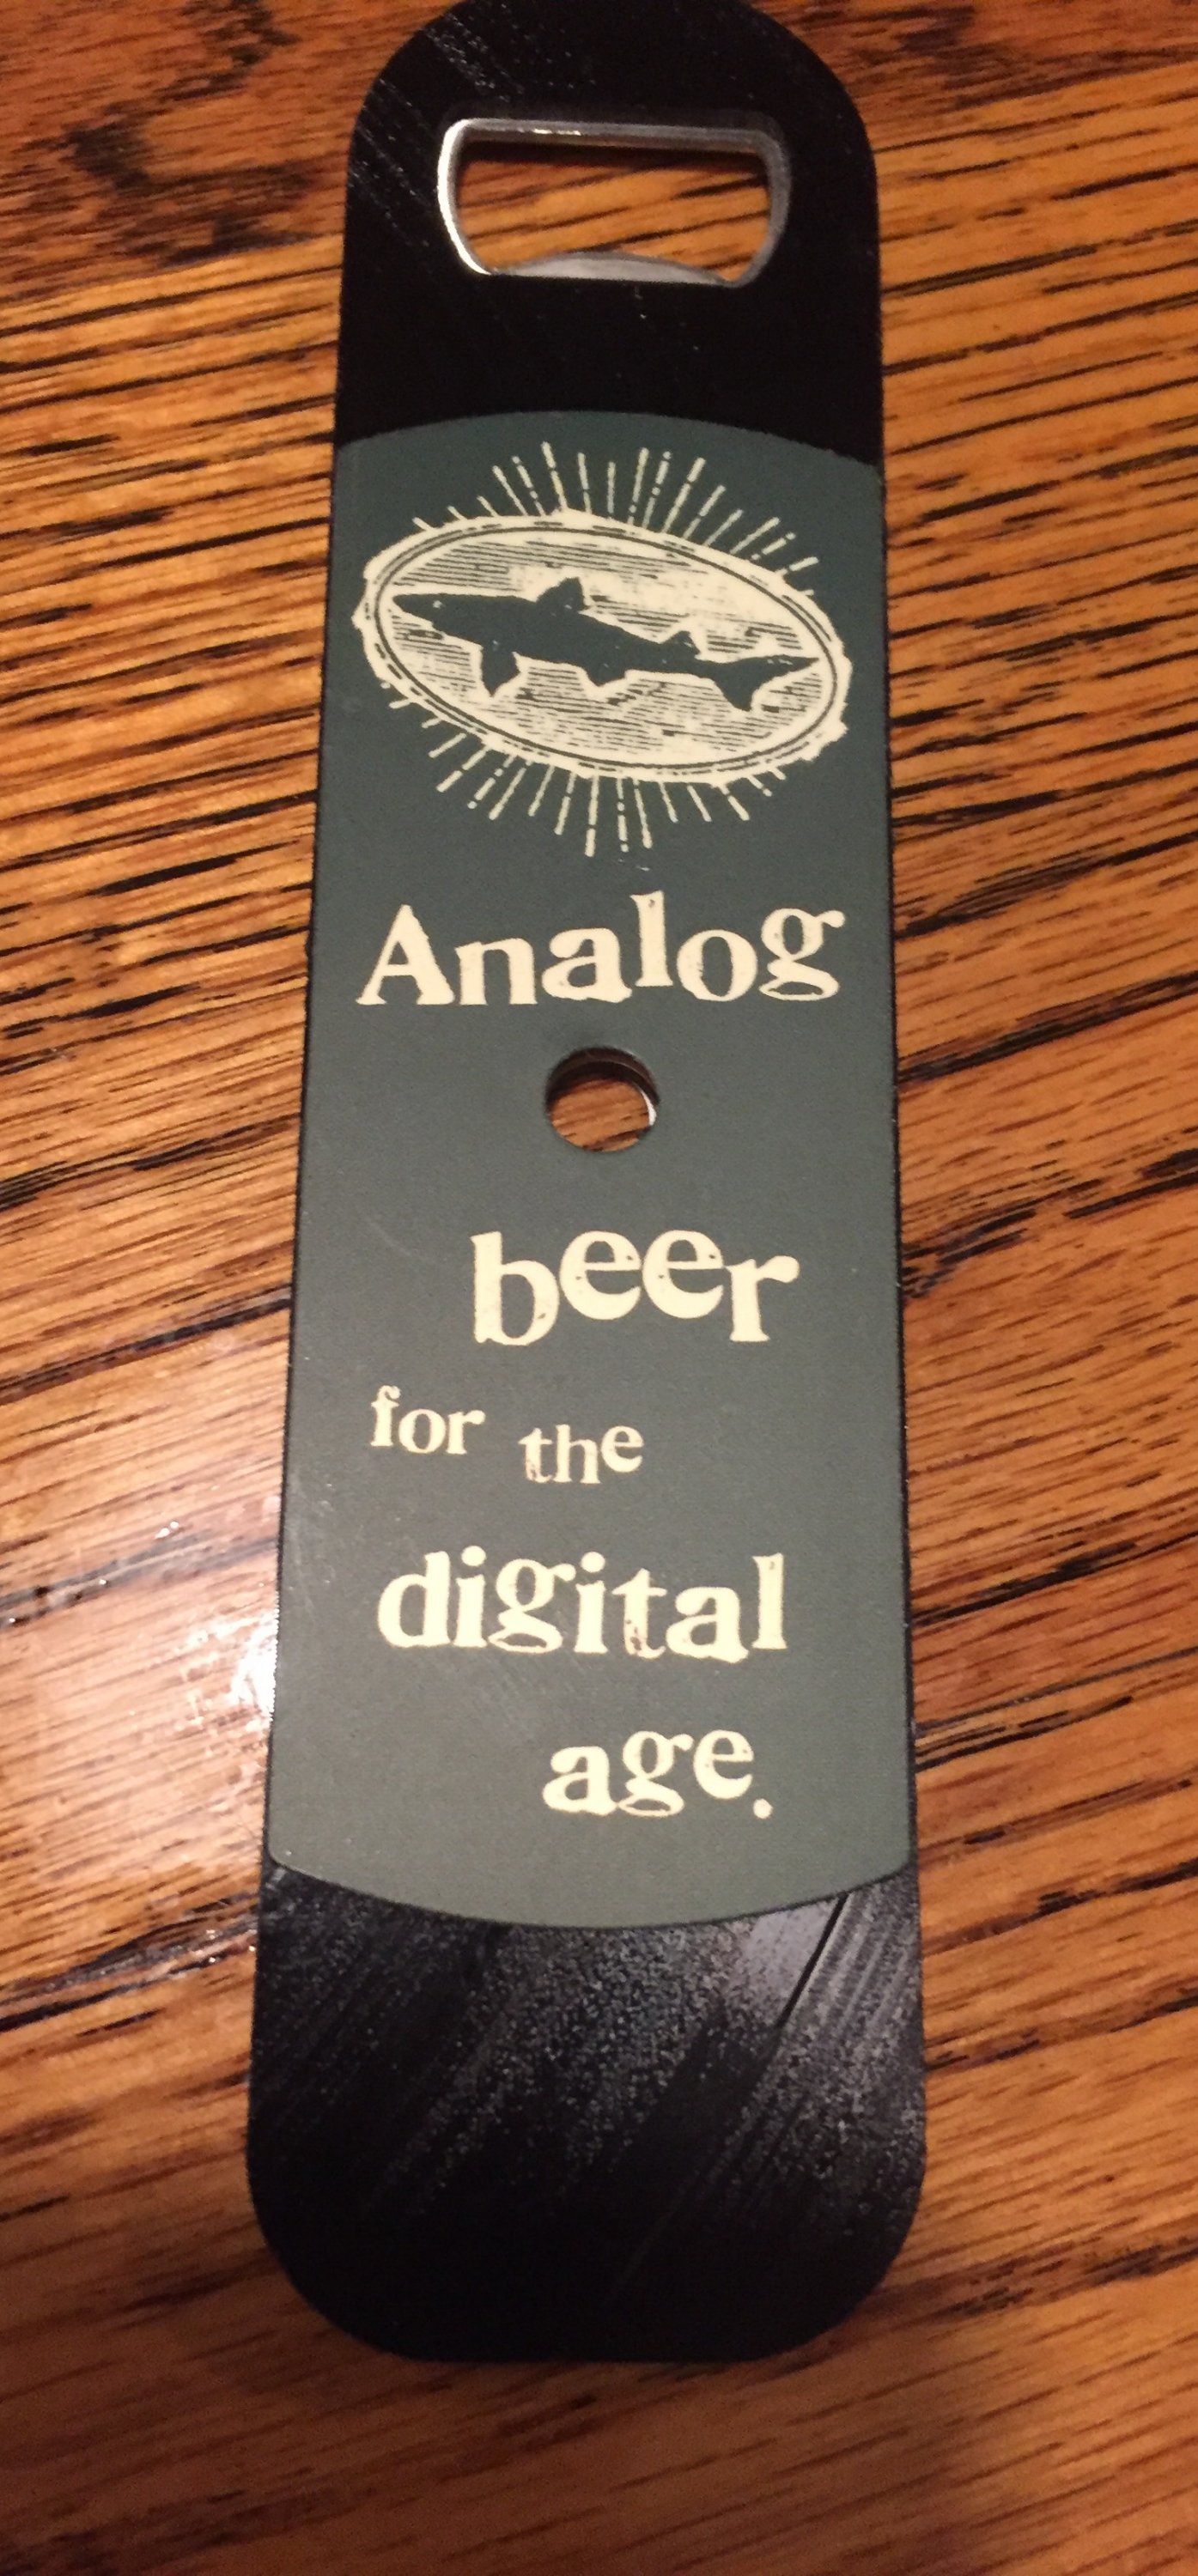 Analog
beer
for the
digital
age.